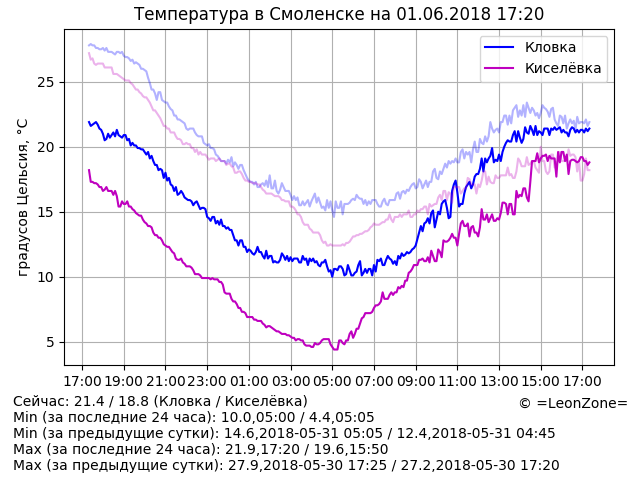 Температура в Смоленске на 01.06.2018 17:20
Кловка
Киселёвка
градусов Цельсия, °C
25
20
15
10
5
17:00 19:00 21:00 23:00 01:00 03:00 05:00 07:00 09:00 11:00 13:00 15:00 17:00
Сейчас: 21.4 / 18.8 (Кловка / Киселёвка)
© =LeonZone=
Min (за последние 24 часа): 10.0,05:00 / 4.4,05:05
Min (за предыдущие сутки): 14.6,2018-05-31 05:05 / 12.4,2018-05-31 04:45
Max (за последние 24 часа): 21.9,17:20 / 19.6,15:50
Max (за предыдущие сутки): 27.9,2018-05-30 17:25 / 27.2,2018-05-30 17:20